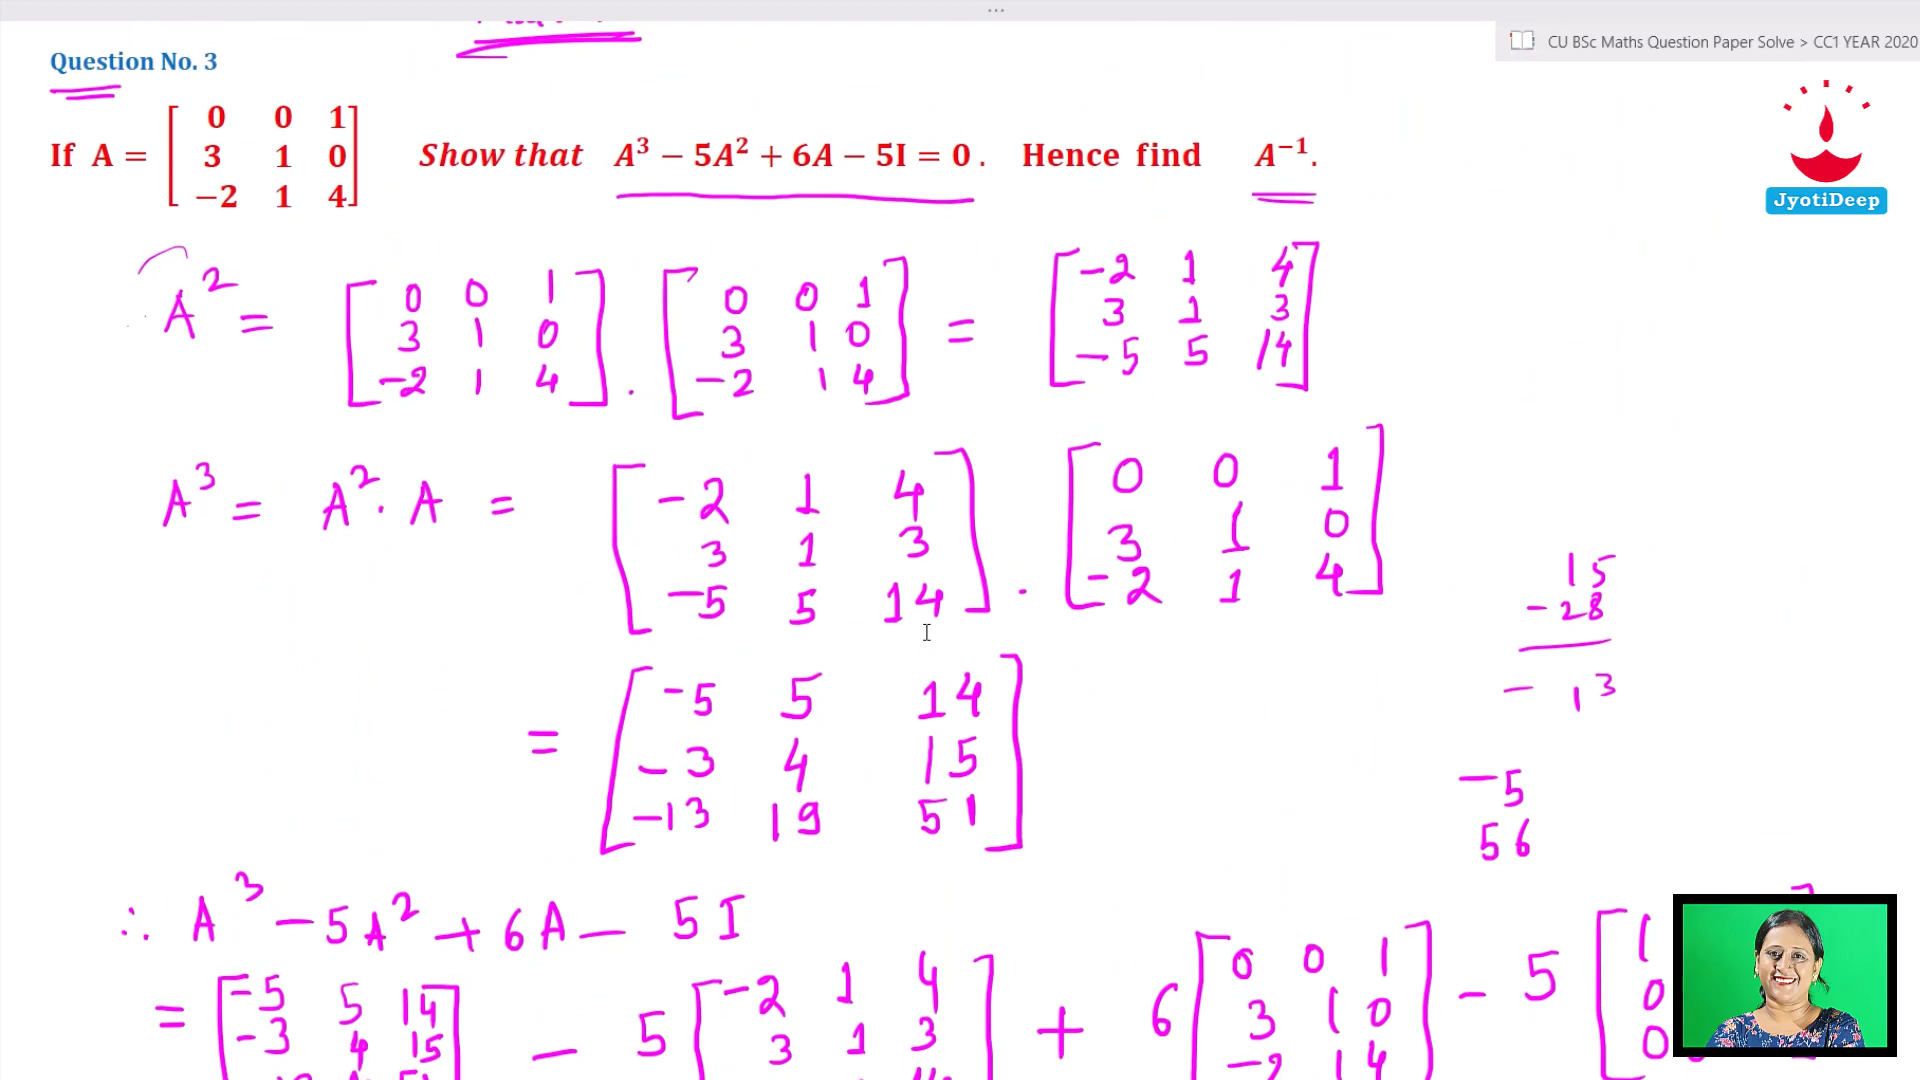 ...
CU BSc Maths Question Paper Solve > CC1 YEAR 2020
Question No. 3
If A = [ 0 0 1
3 1 0
−2 1 4 ] Show that A³ − 5A² + 6A − 5I = 0 . Hence find A⁻¹.
JyotiDeep
A² = [ 0 0 1
3 1 0
-2 1 4 ] . [ 0 0 1
3 1 0
-2 1 4 ] = [ -2 1 4
3 1 3
-5 5 14 ]
A³ = A² . A = [ -2 1 4
3 1 3
-5 5 14 ] . [ 0 0 1
3 1 0
-2 1 4 ]
15
- 28
- 13
= [ -5 5 14
-3 4 15
-13 19 51 ]
-5
56
∴ A³ - 5A² + 6A - 5I
= [ -5 5 14
-3 4 15
- 5 [ -2 1 4
3 1 3
+ 6 [ 0 0 1
3 1 0
-2 1 4
- 5 [ 1
0
0